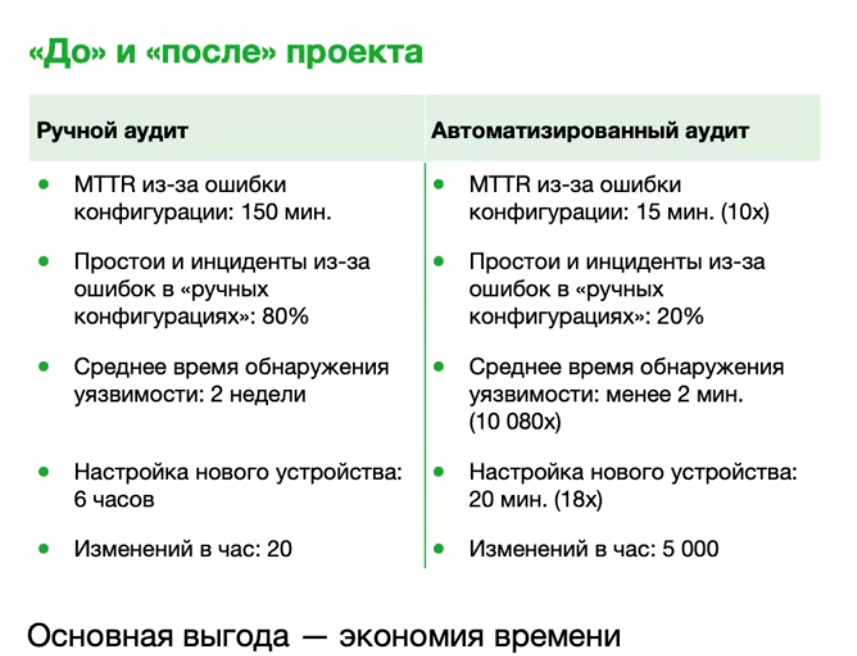 «До» и «после» проекта
Ручной аудит
Автоматизированный аудит
MTTR из-за ошибки
конфигурации: 150 мин.
MTTR из-за ошибки
конфигурации: 15 мин. (10x)
Простои и инциденты из-за
ошибок в «ручных
конфигурациях»: 80%
Простои и инциденты из-за
ошибок в «ручных
конфигурациях»: 20%
Среднее время обнаружения
уязвимости: 2 недели
Среднее время обнаружения
уязвимости: менее 2 мин.
(10 080x)
Настройка нового устройства:
6 часов
Настройка нового устройства:
20 мин. (18x)
Изменений в час: 20
Изменений в час: 5 000
Основная выгода — экономия времени